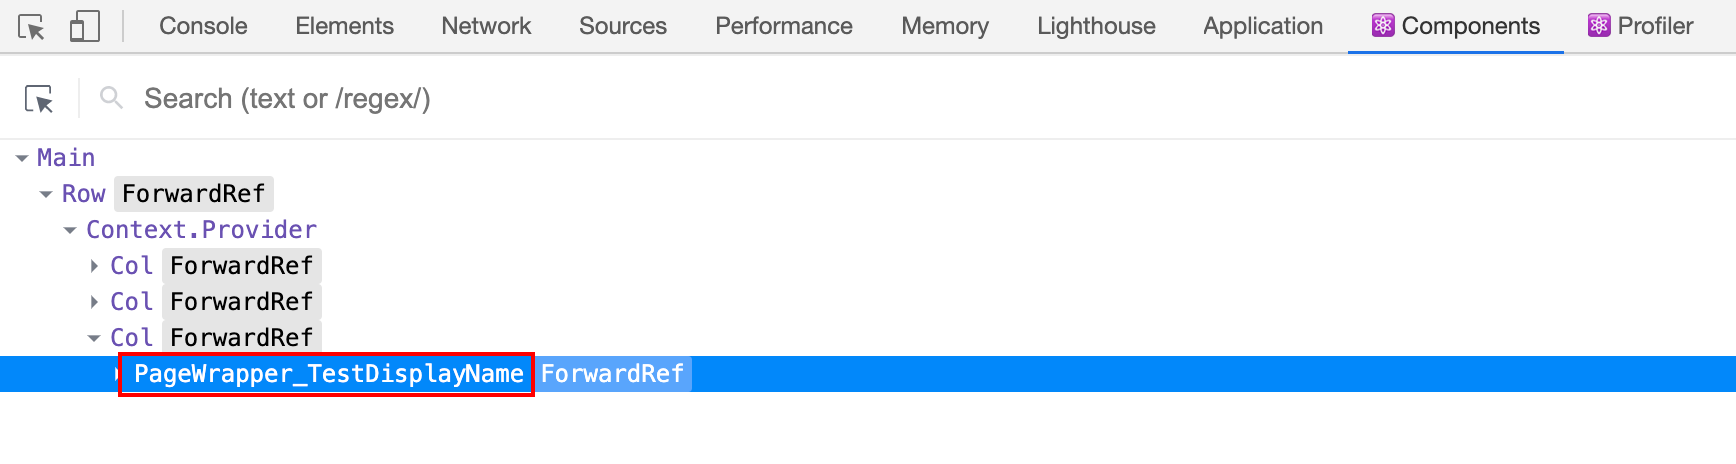 Console Elements Network Sources Performance Memory Lighthouse Application Components Profiler
Search (text or /regex/)
Main
Row ForwardRef
Context.Provider
Col ForwardRef
Col ForwardRef
Col ForwardRef
PageWrapper_TestDisplayName ForwardRef